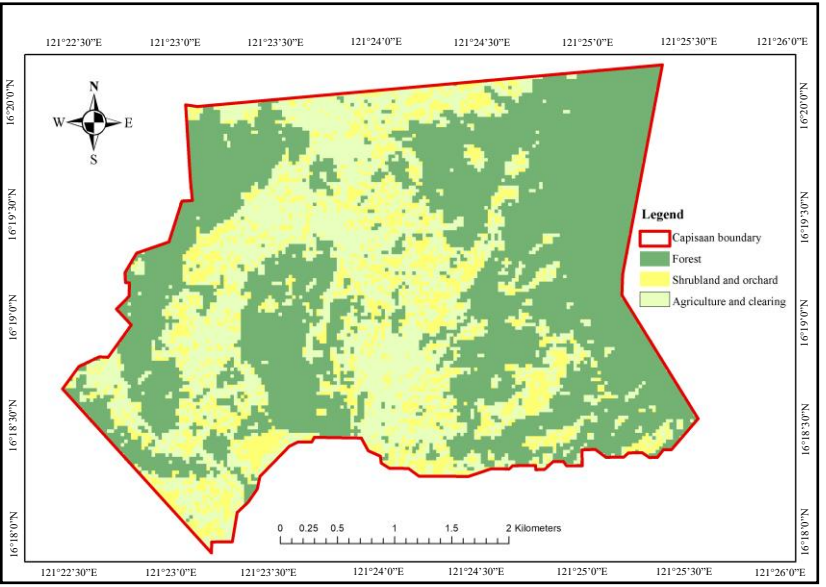 121°22'30"E 121°23'0"E 121°23'30"E 121°24'0"E 121°24'30"E 121°25'0"E 121°25'30"E 121°26'0"E
16°20'0"N
16°19'30"N
16°19'0"N
16°18'30"N
16°18'0"N
N
W E
S
16°20'0"N
16°19'30"N
16°19'0"N
16°18'30"N
16°18'0"N
Legend
Capisaan boundary
Forest
Shrubland and orchard
Agriculture and clearing
0 0.25 0.5 1 1.5 2 Kilometers
121°22'30"E 121°23'0"E 121°23'30"E 121°24'0"E 121°24'30"E 121°25'0"E 121°25'30"E 121°26'0"E